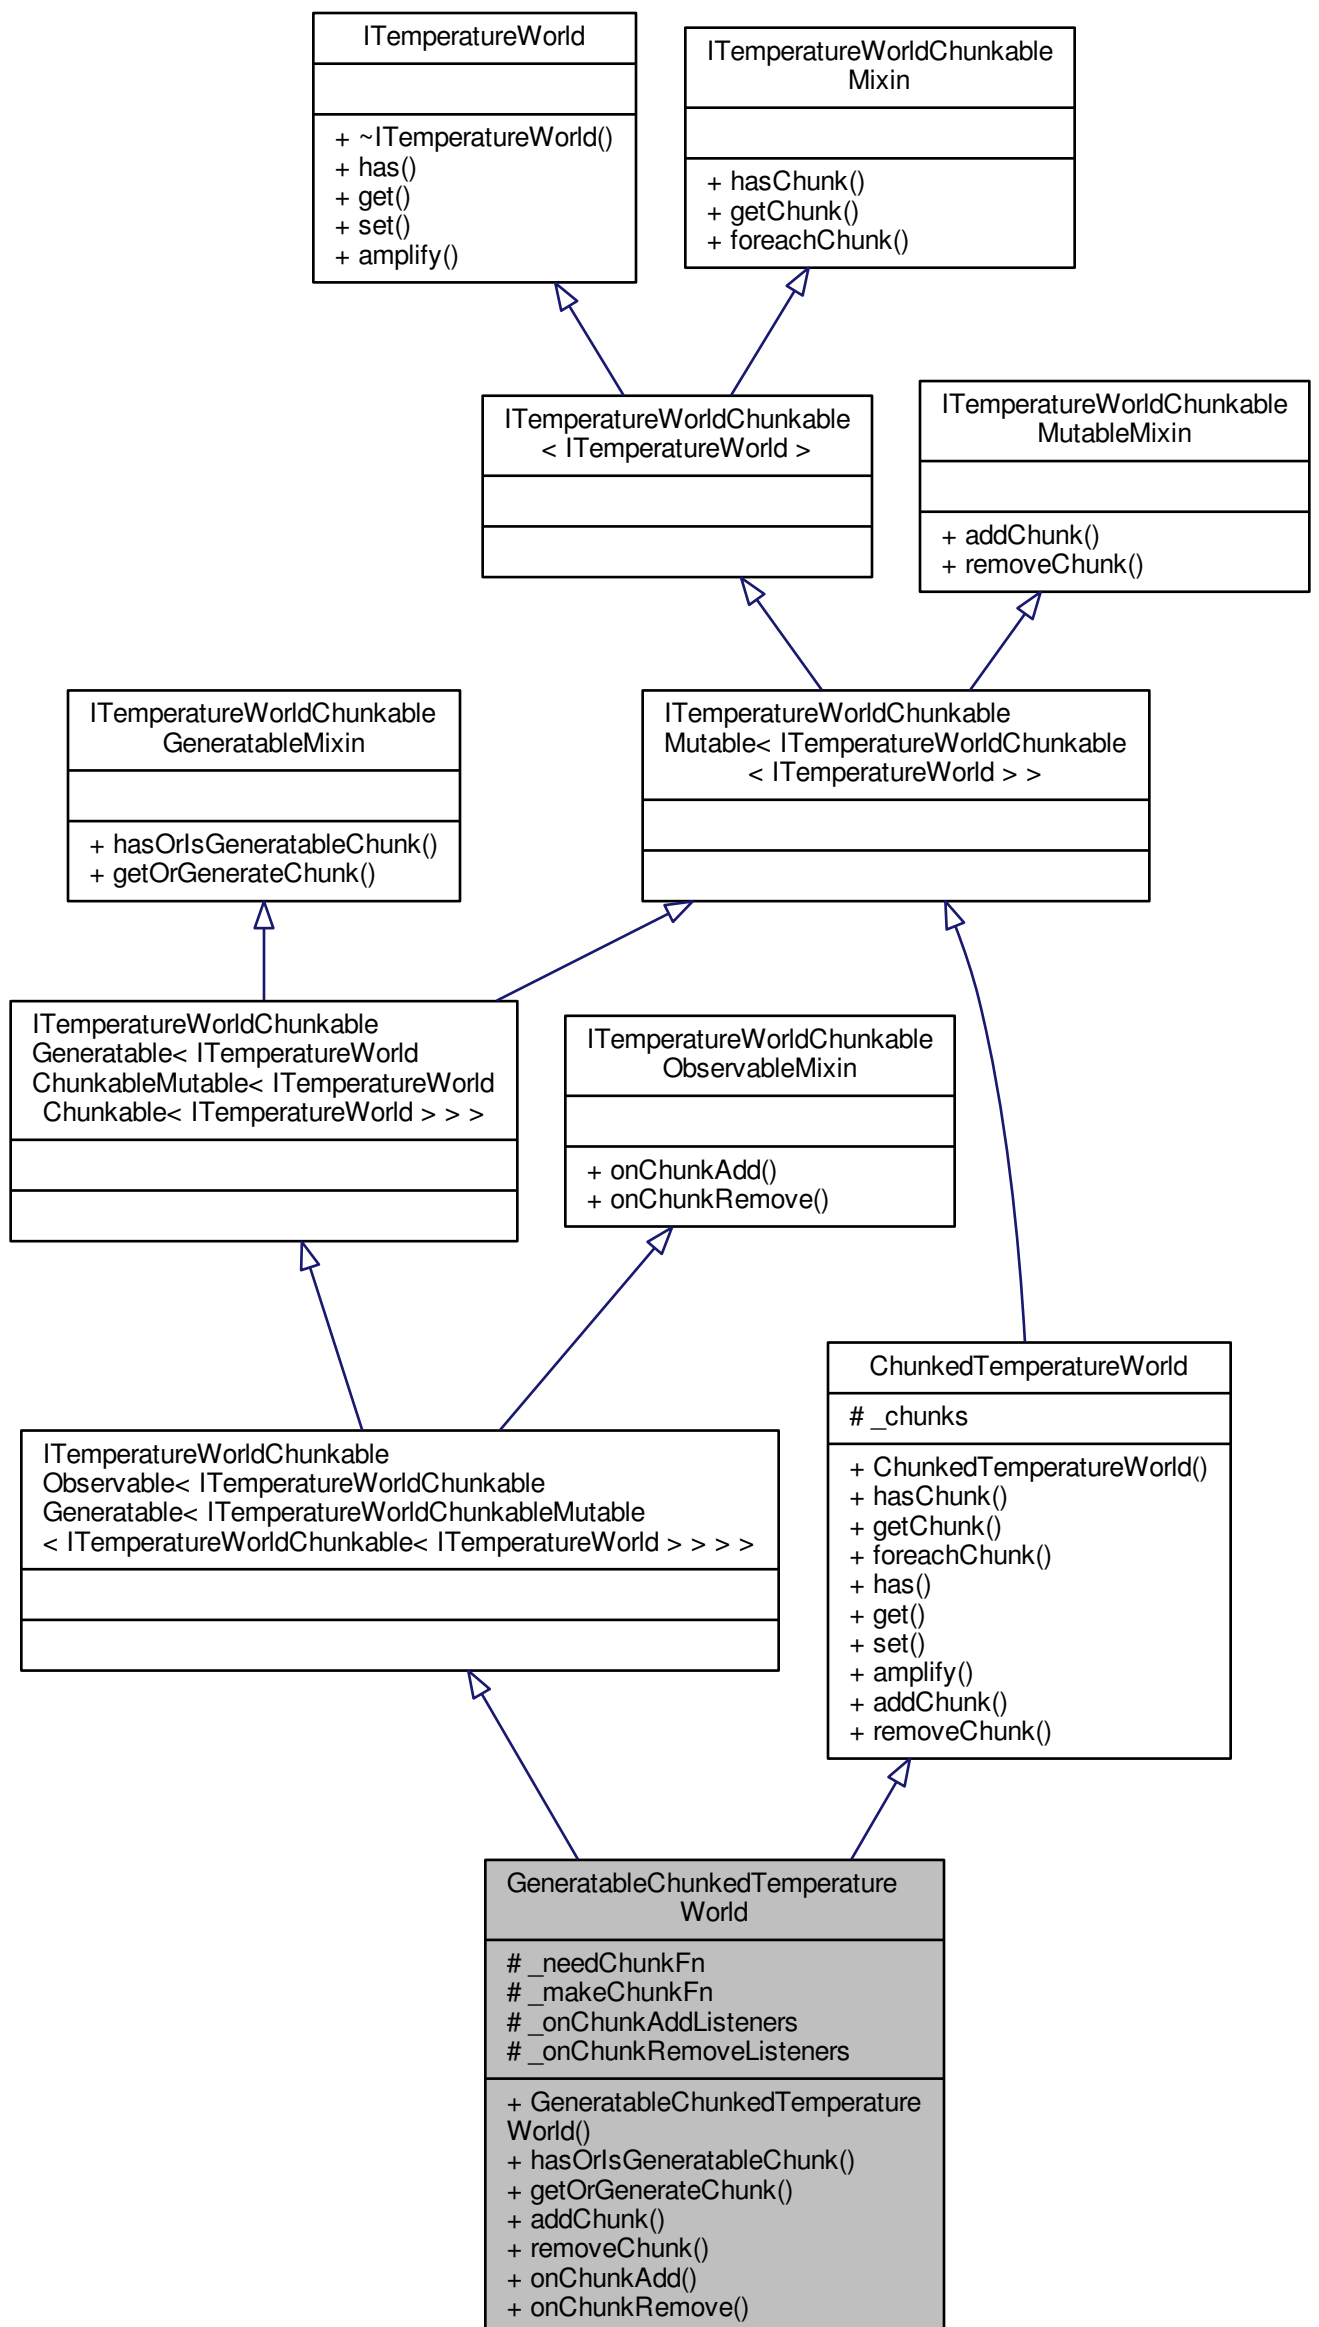 ITemperatureWorld
+ ~ITemperatureWorld()
+ has()
+ get()
+ set()
+ amplify()
ITemperatureWorldChunkable
Mixin
+ hasChunk()
+ getChunk()
+ foreachChunk()
ITemperatureWorldChunkable
< ITemperatureWorld >
ITemperatureWorldChunkable
MutableMixin
+ addChunk()
+ removeChunk()
ITemperatureWorldChunkable
GeneratableMixin
+ hasOrIsGeneratableChunk()
+ getOrGenerateChunk()
ITemperatureWorldChunkable
Mutable< ITemperatureWorldChunkable
< ITemperatureWorld > >
ITemperatureWorldChunkable
Generatable< ITemperatureWorld
ChunkableMutable< ITemperatureWorld
Chunkable< ITemperatureWorld > > >
ITemperatureWorldChunkable
ObservableMixin
+ onChunkAdd()
+ onChunkRemove()
ITemperatureWorldChunkable
Observable< ITemperatureWorldChunkable
Generatable< ITemperatureWorldChunkableMutable
< ITemperatureWorldChunkable< ITemperatureWorld > > > >
ChunkedTemperatureWorld
# _chunks
+ ChunkedTemperatureWorld()
+ hasChunk()
+ getChunk()
+ foreachChunk()
+ has()
+ get()
+ set()
+ amplify()
+ addChunk()
+ removeChunk()
GeneratableChunkedTemperature
World
# _needChunkFn
# _makeChunkFn
# _onChunkAddListeners
# _onChunkRemoveListeners
+ GeneratableChunkedTemperature
World()
+ hasOrIsGeneratableChunk()
+ getOrGenerateChunk()
+ addChunk()
+ removeChunk()
+ onChunkAdd()
+ onChunkRemove()